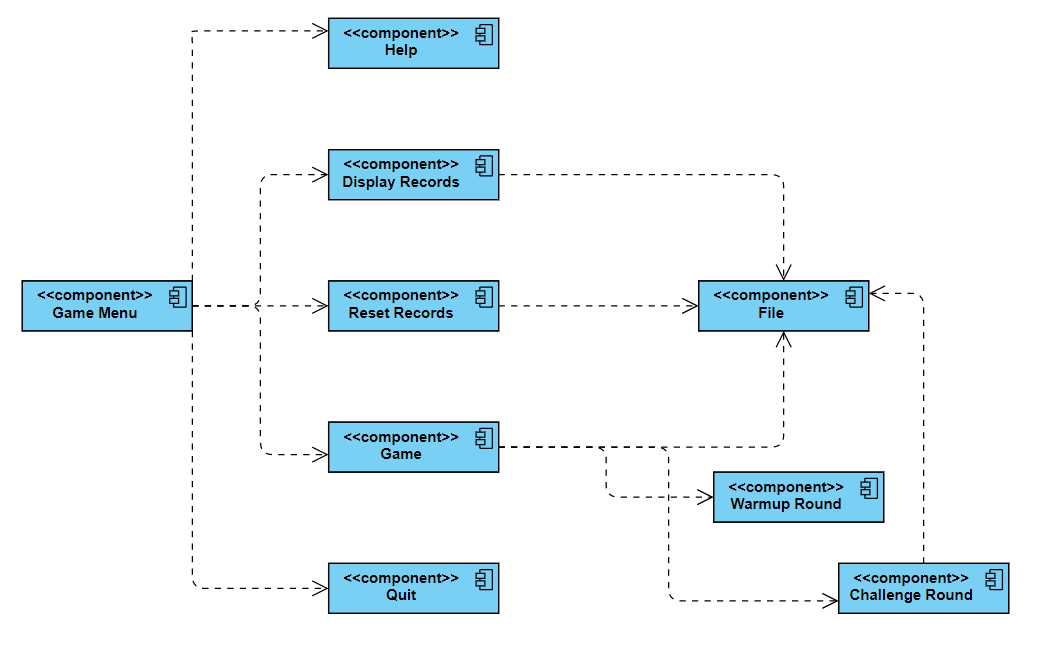 <<component>>
Help
<<component>>
Display Records
<<component>>
Game Menu
<<component>>
Reset Records
<<component>>
File
<<component>>
Game
<<component>>
Warmup Round
<<component>>
Quit
<<component>>
Challenge Round